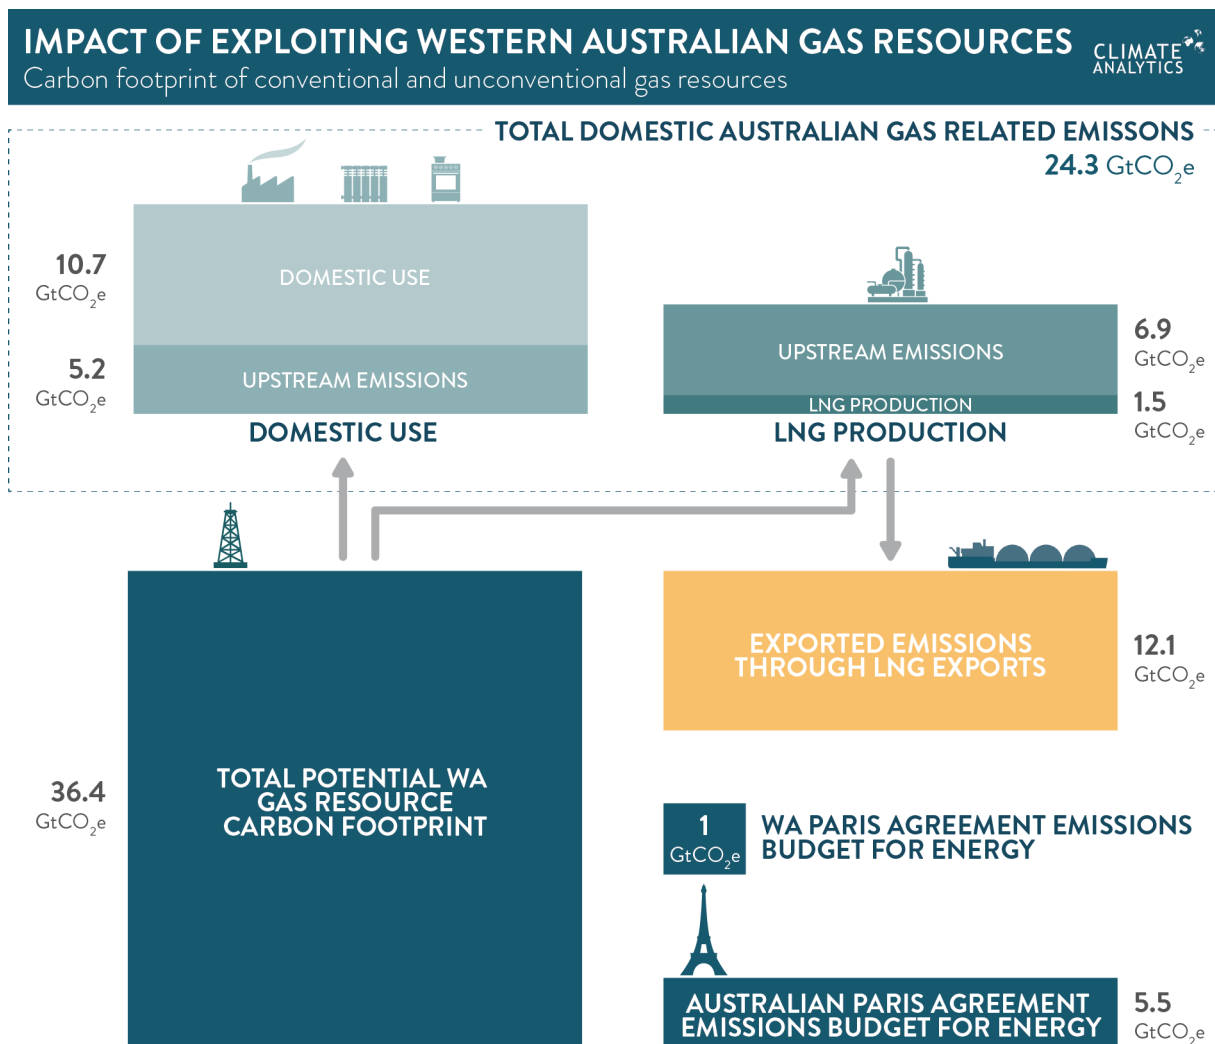 IMPACT OF EXPLOITING WESTERN AUSTRALIAN GAS RESOURCES
Carbon footprint of conventional and unconventional gas resources
CLIMATE
ANALYTICS
TOTAL DOMESTIC AUSTRALIAN GAS RELATED EMISSONS
24.3 GtCO₂e
10.7
GtCO₂e
DOMESTIC USE
5.2
GtCO₂e
UPSTREAM EMISSIONS
DOMESTIC USE
UPSTREAM EMISSIONS
6.9
GtCO₂e
LNG PRODUCTION
1.5
GtCO₂e
LNG PRODUCTION
36.4
GtCO₂e
TOTAL POTENTIAL WA
GAS RESOURCE
CARBON FOOTPRINT
EXPORTED EMISSIONS
THROUGH LNG EXPORTS
12.1
GtCO₂e
1
GtCO₂e
WA PARIS AGREEMENT EMISSIONS
BUDGET FOR ENERGY
AUSTRALIAN PARIS AGREEMENT
EMISSIONS BUDGET FOR ENERGY
5.5
GtCO₂e